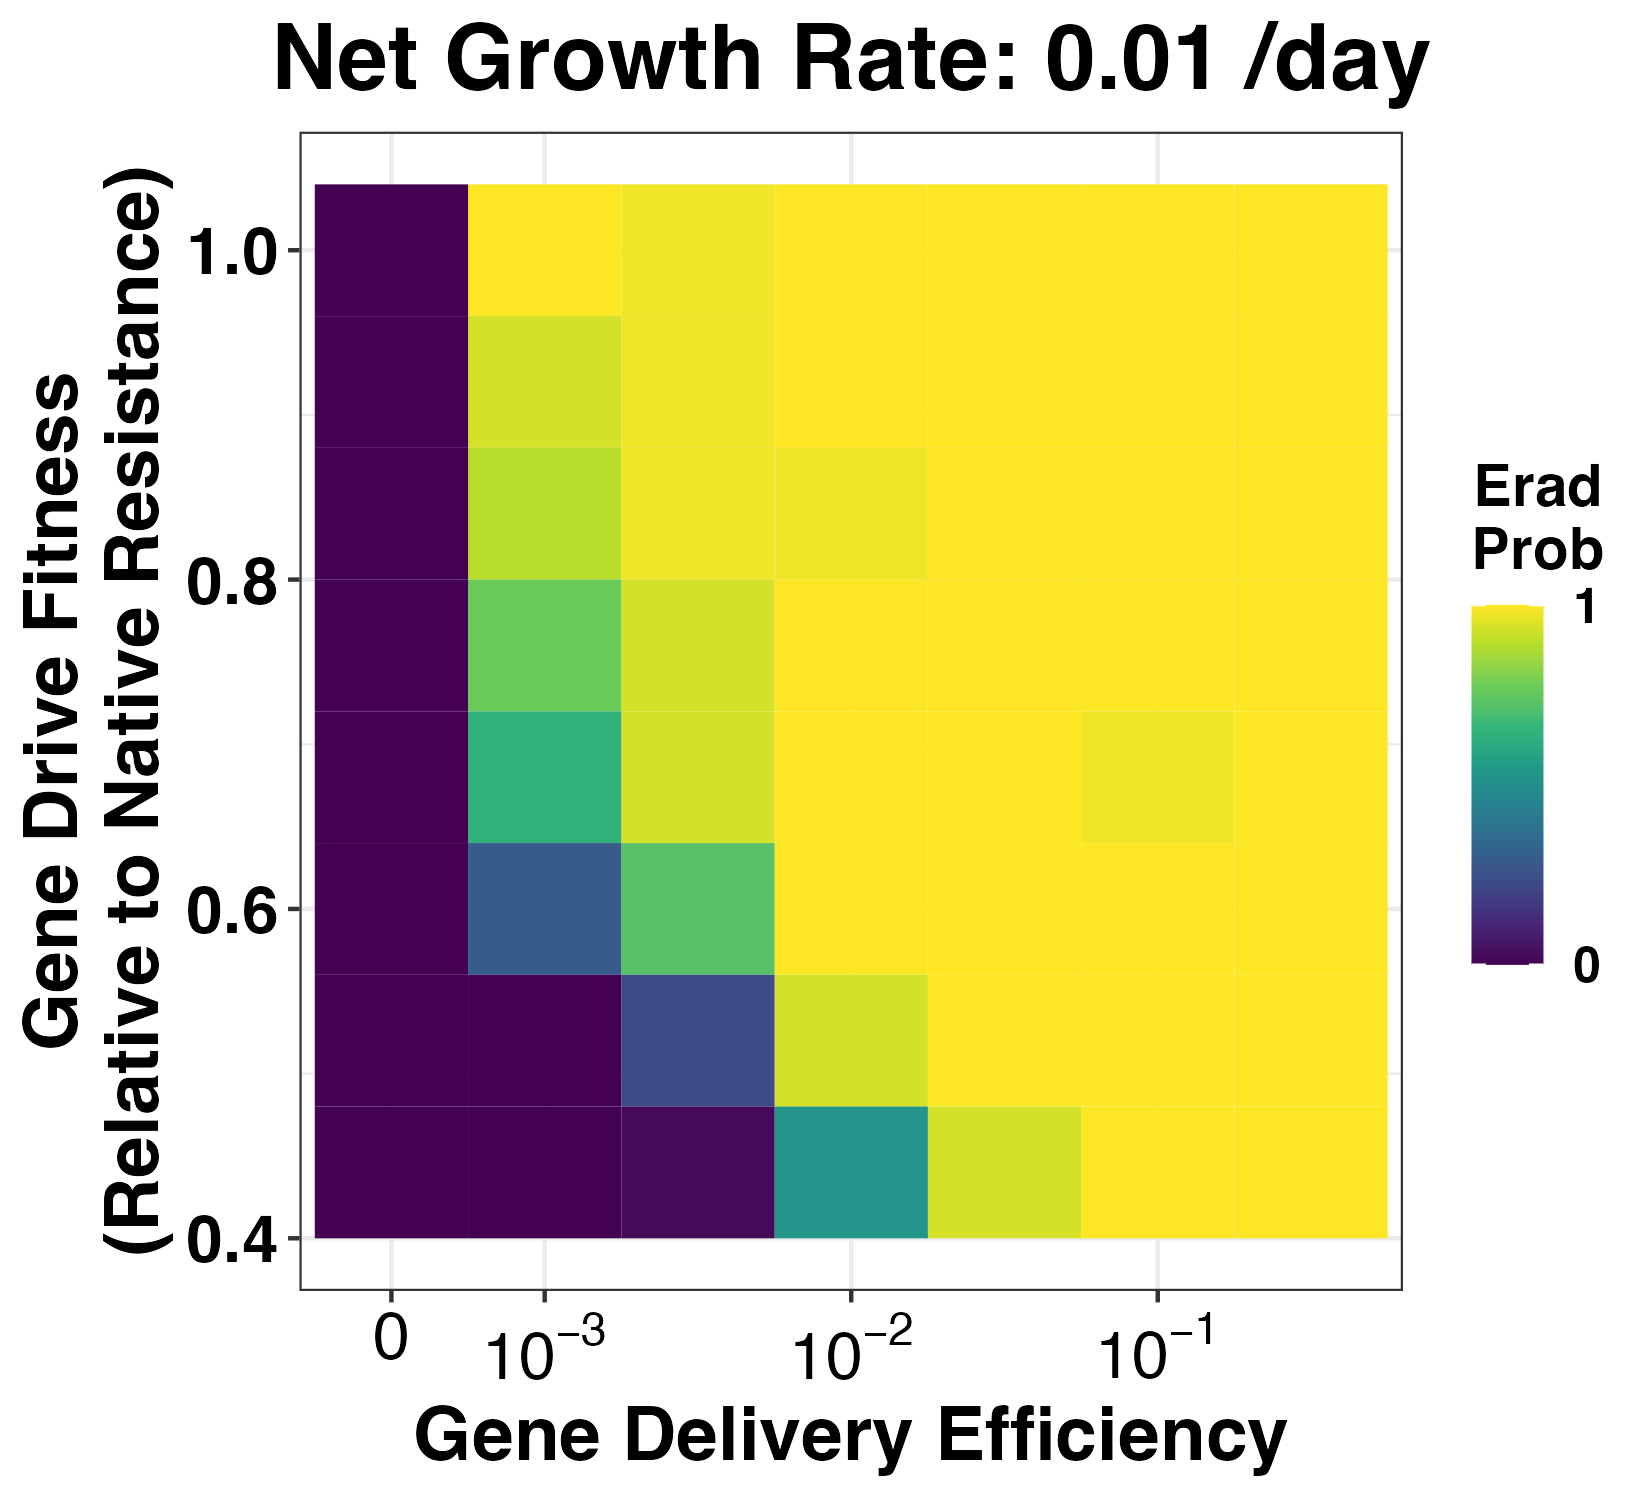 Net Growth Rate: 0.01 /day
Gene Drive Fitness
(Relative to Native Resistance)
1.0
0.8
0.6
0.4
0
10⁻³
10⁻²
10⁻¹
Gene Delivery Efficiency
Erad
Prob
1
0